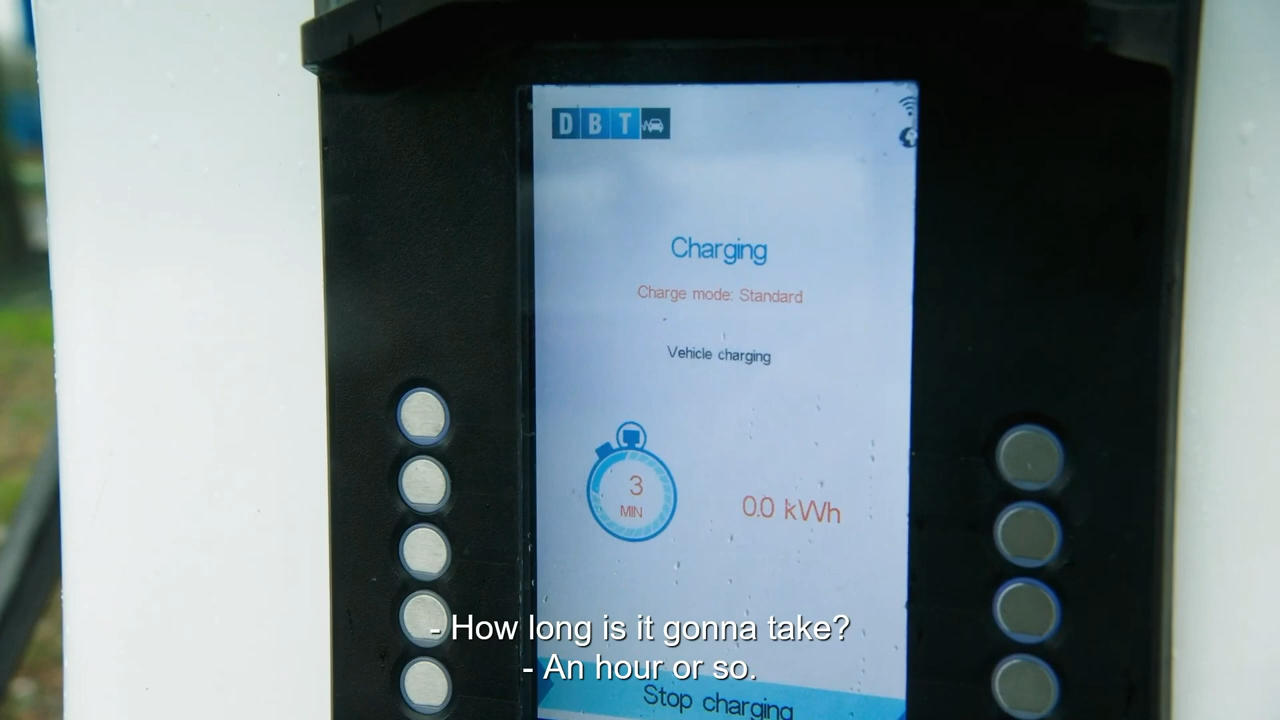 DBT
Charging
Charge mode: Standard
Vehicle charging
3
MIN
0.0 kWh
- How long is it gonna take?
- An hour or so.
Stop charging